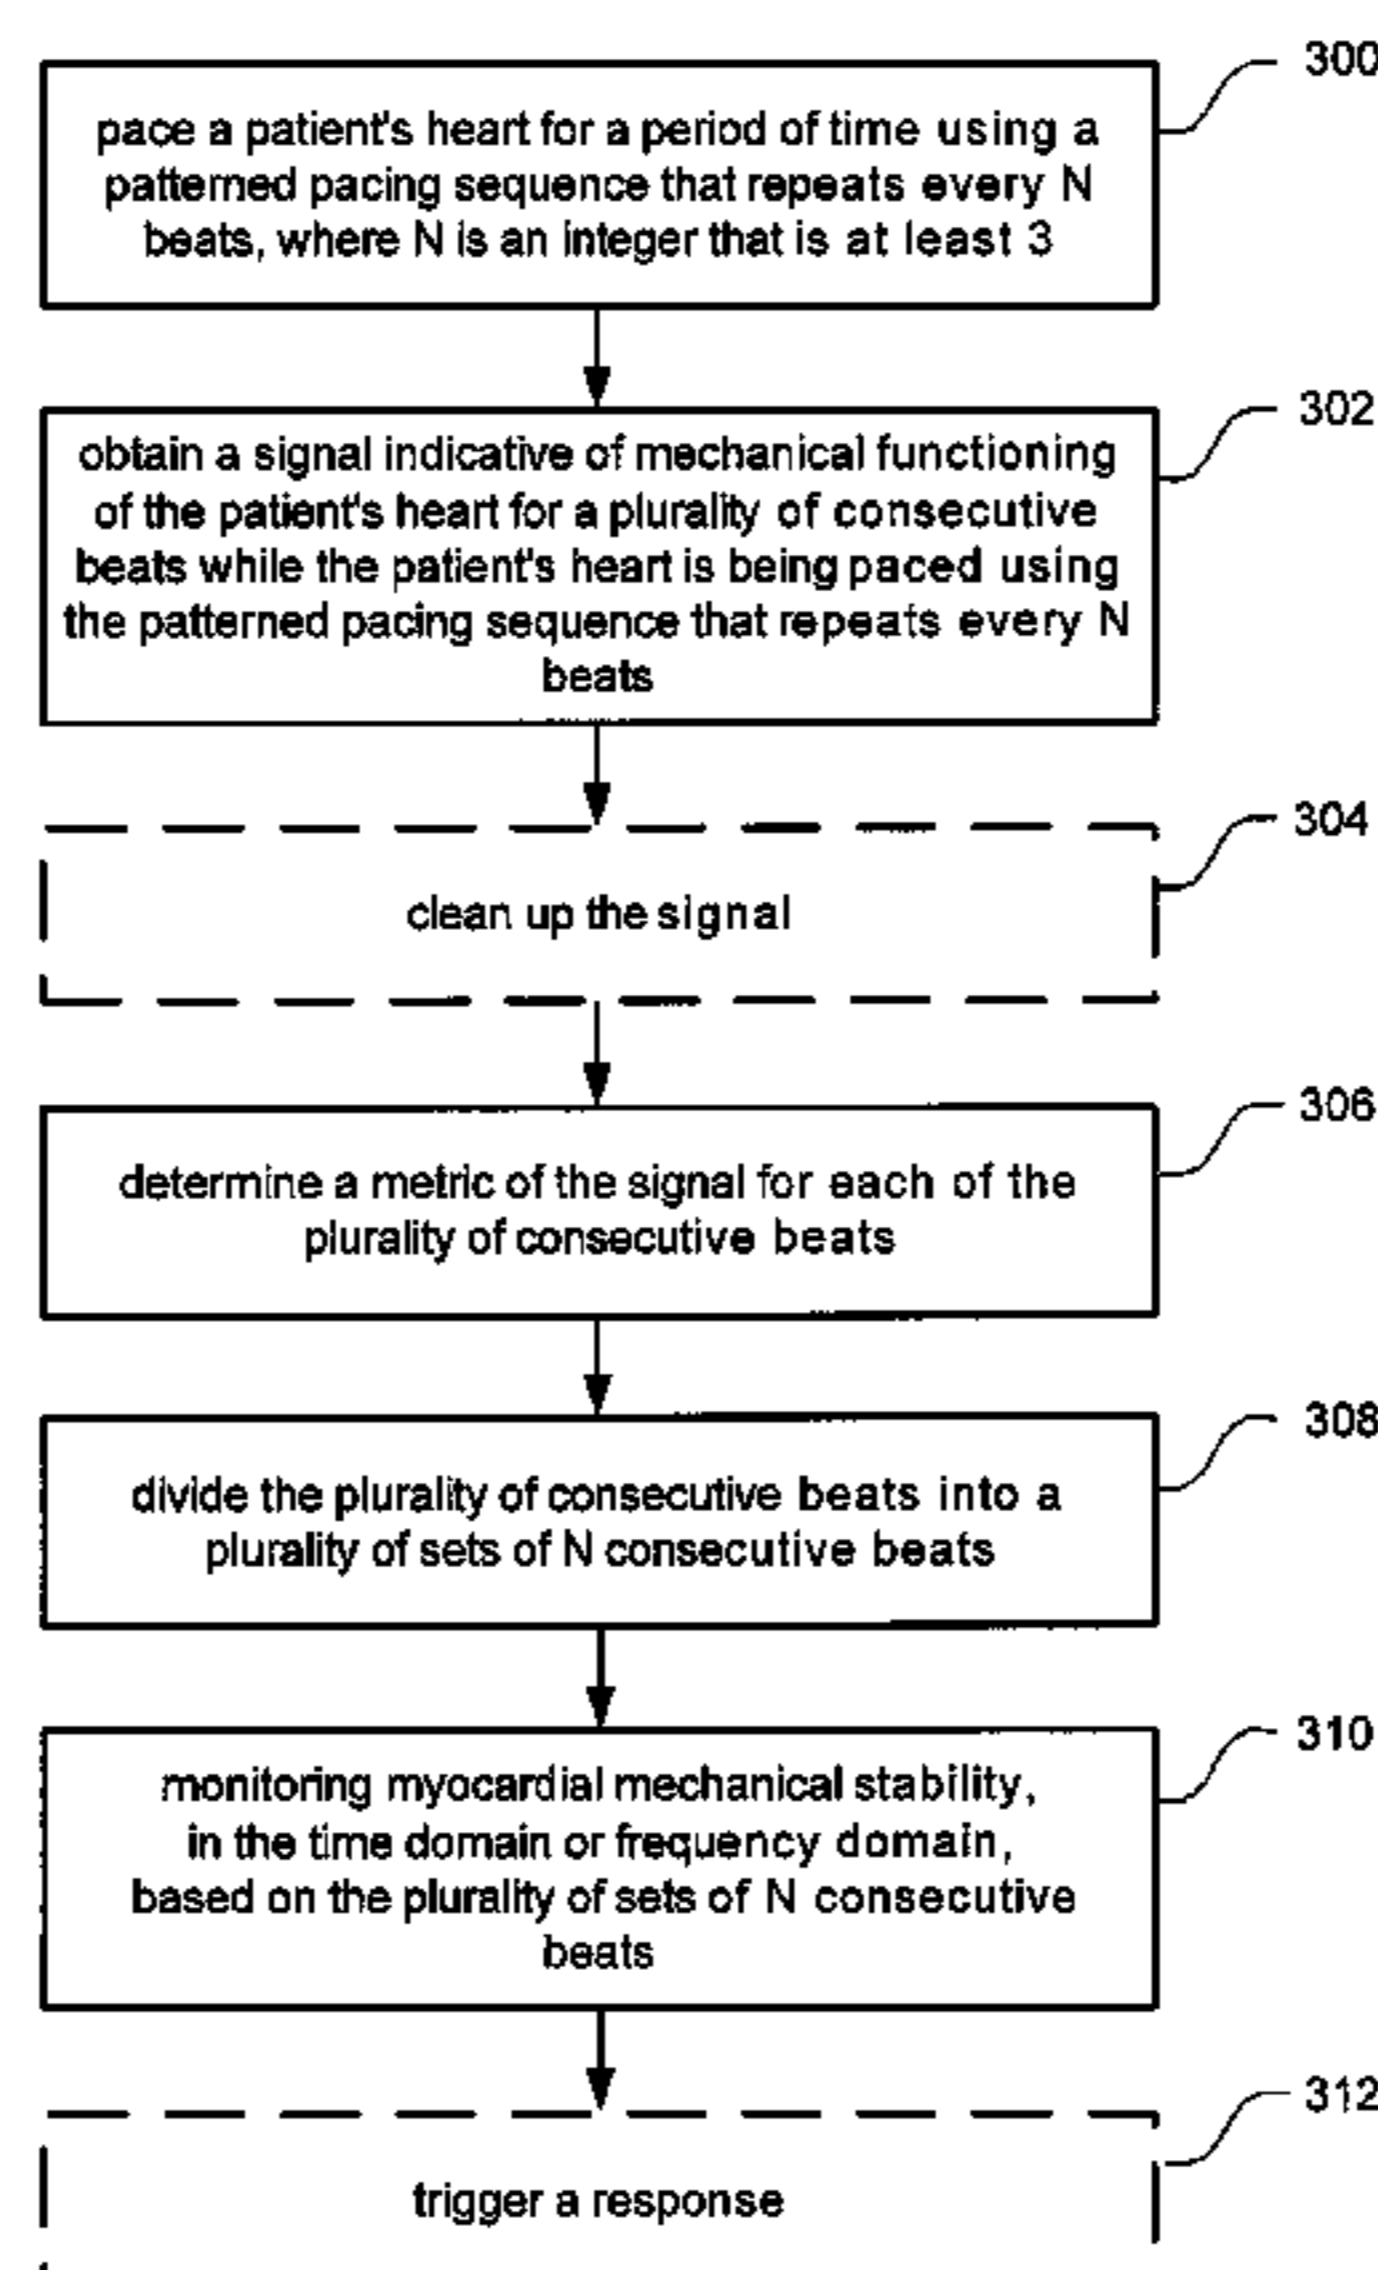 300
pace a patient's heart for a period of time using a
patterned pacing sequence that repeats every N
beats, where N is an integer that is at least 3
302
obtain a signal indicative of mechanical functioning
of the patient's heart for a plurality of consecutive
beats while the patient's heart is being paced using
the patterned pacing sequence that repeats every N
beats
304
clean up the signal
306
determine a metric of the signal for each of the
plurality of consecutive beats
308
divide the plurality of consecutive beats into a
plurality of sets of N consecutive beats
310
monitoring myocardial mechanical stability,
in the time domain or frequency domain,
based on the plurality of sets of N consecutive
beats
312
trigger a response